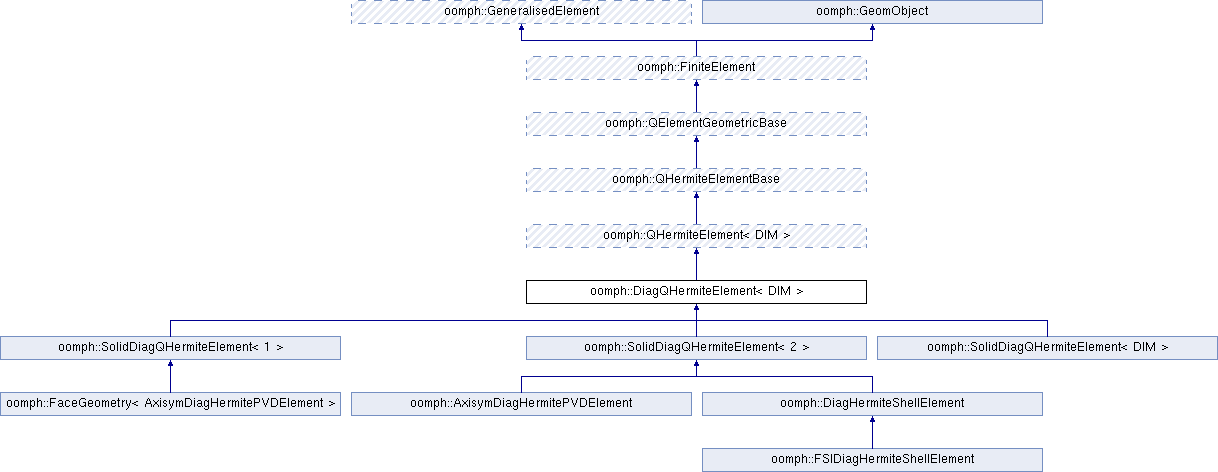 oomph::GeneralisedElement
oomph::GeomObject
oomph::FiniteElement
oomph::QElementGeometricBase
oomph::QHermiteElementBase
oomph::QHermiteElement< DIM >
oomph::DiagQHermiteElement< DIM >
oomph::SolidDiagQHermiteElement< 1 >
oomph::SolidDiagQHermiteElement< 2 >
oomph::SolidDiagQHermiteElement< DIM >
oomph::FaceGeometry< AxisymDiagHermitePVDElement >
oomph::AxisymDiagHermitePVDElement
oomph::DiagHermiteShellElement
oomph::FSIDiagHermiteShellElement